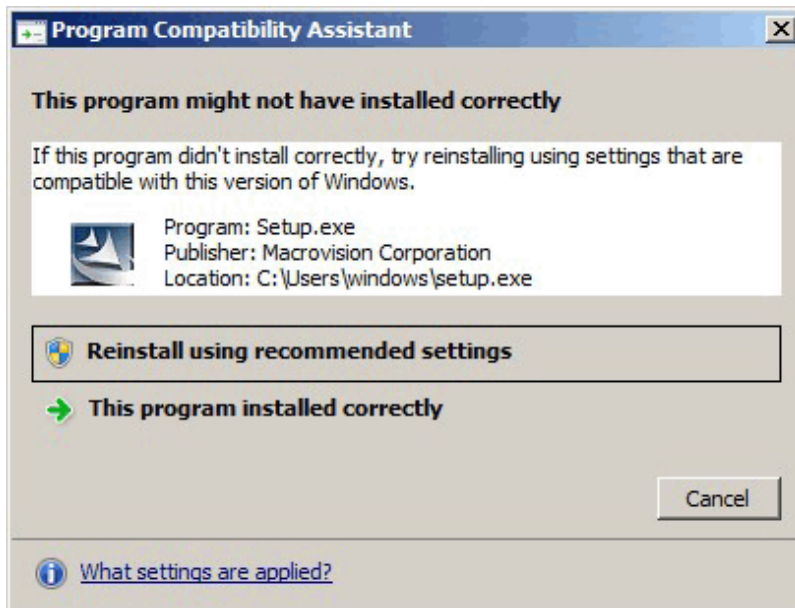 Program Compatibility Assistant
This program might not have installed correctly
If this program didn't install correctly, try reinstalling using settings that are
compatible with this version of Windows.
Program: Setup.exe
Publisher: Macrovision Corporation
Location: C:\Users\windows\setup.exe
Reinstall using recommended settings
This program installed correctly
Cancel
What settings are applied?